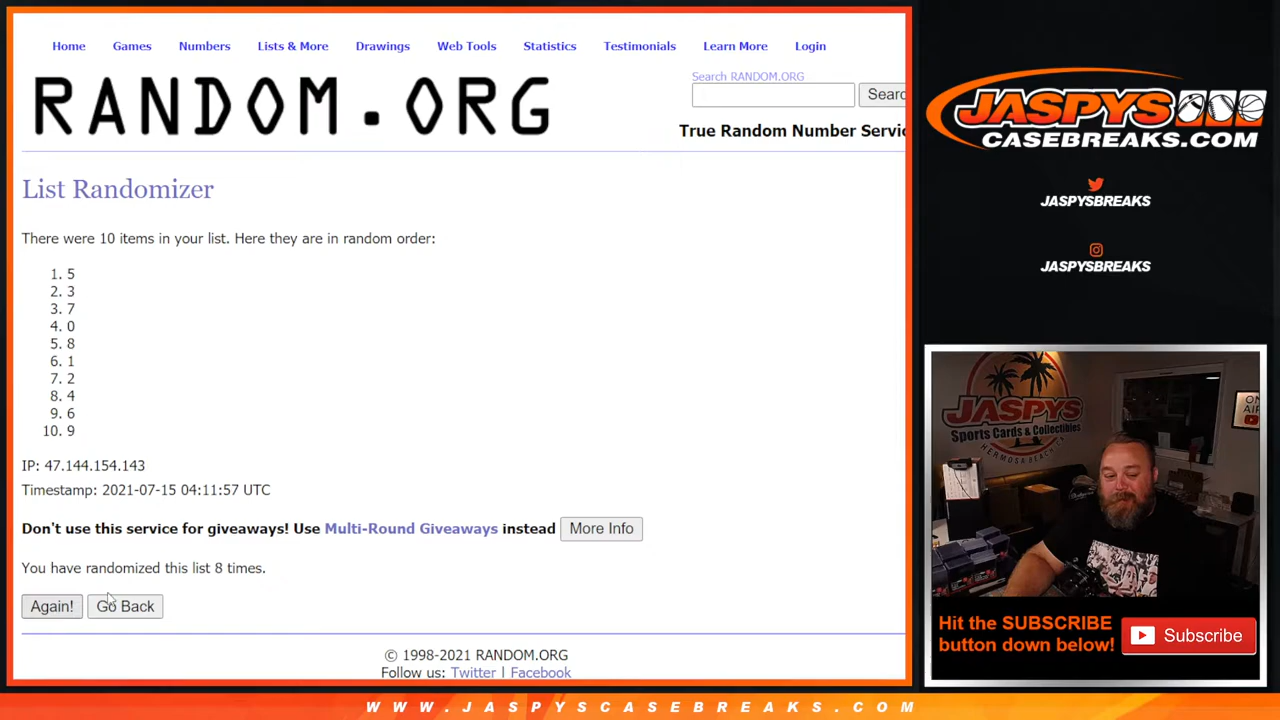 Home Games Numbers Lists & More Drawings Web Tools Statistics Testimonials Learn More Login
RANDOM.ORG
Search RANDOM.ORG
Searc
True Random Number Servic
List Randomizer
There were 10 items in your list. Here they are in random order:
1. 5
2. 3
3. 7
4. 0
5. 8
6. 1
7. 2
8. 4
9. 6
10. 9
IP: 47.144.154.143
Timestamp: 2021-07-15 04:11:57 UTC
Don't use this service for giveaways! Use Multi-Round Giveaways instead More Info
You have randomized this list 8 times.
Again! Go Back
© 1998-2021 RANDOM.ORG
Follow us: Twitter | Facebook
JASPYS
CASEBREAKS.COM
JASPYSBREAKS
JASPYSBREAKS
JASPYS
Sports Cards & Collectibles
HERMOSA BEACH, CA
ON
AIR
Hit the SUBSCRIBE
button down below!
Subscribe
WWW.JASPYSCASEBREAKS.COM